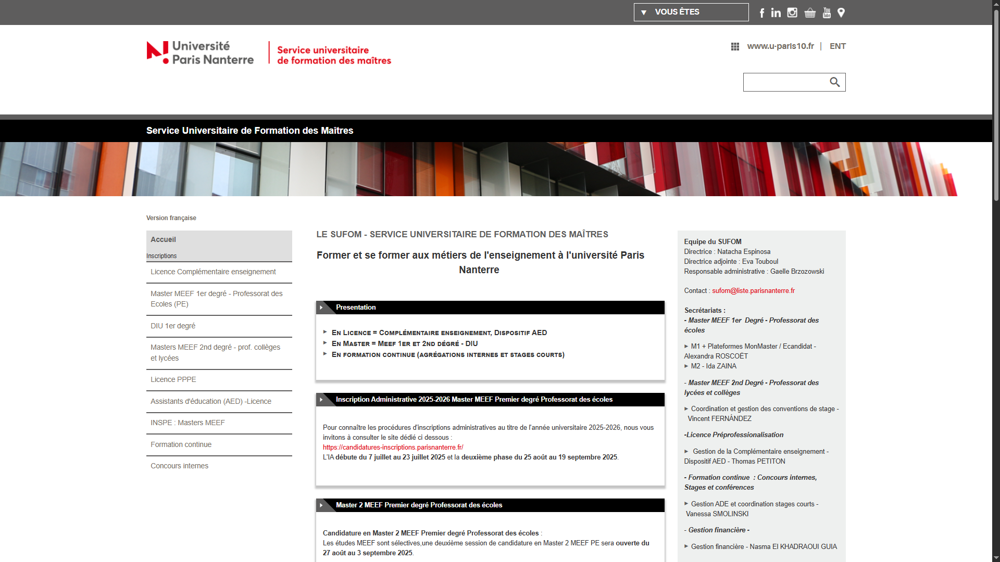 ▼ VOUS ÊTES
Université
Paris Nanterre
Service universitaire
de formation des maîtres
www.u-paris10.fr | ENT
Service Universitaire de Formation des Maîtres
Version française
Accueil
Inscriptions
Licence Complémentaire enseignement
Master MEEF 1er degré - Professorat des
Ecoles (PE)
DIU 1er degré
Masters MEEF 2nd degré - prof. collèges
et lycées
Licence PPPE
Assistants d'éducation (AED) -Licence
INSPE : Masters MEEF
Formation continue
Concours internes
LE SUFOM - SERVICE UNIVERSITAIRE DE FORMATION DES MAÎTRES
Former et se former aux métiers de l'enseignement à l'université Paris
Nanterre
Presentation
En Licence = Complémentaire enseignement, Dispositif AED
En Master = Meef 1er et 2nd dégré - DIU
En formation continue (agrégations internes et stages courts)
Inscription Administrative 2025-2026 Master MEEF Premier degré Professorat des écoles
Pour connaître les procédures d'inscriptions administratives au titre de l'année universitaire 2025-2026, nous vous
invitons à consulter le site dédié ci dessous :
https://candidatures-inscriptions.parisnanterre.fr/
L'IA débute du 7 juillet au 23 juillet 2025 et la deuxième phase du 25 août au 19 septembre 2025.
Master 2 MEEF Premier degré Professorat des écoles
Candidature en Master 2 MEEF Premier degré Professorat des écoles :
Les études MEEF sont sélectives,une deuxième session de candidature en Master 2 MEEF PE sera ouverte du
27 août au 3 septembre 2025.
Equipe du SUFOM
Directrice : Natacha Espinosa
Directrice adjointe : Eva Touboul
Responsable administrative : Gaelle Brzozowski
Contact : sufom@liste.parisnanterre.fr
Secrétariats :
- Master MEEF 1er Degré - Professorat des
écoles
M1 + Plateformes MonMaster / Ecandidat -
Alexandra ROSCOËT
M2 - Ida ZAINA
- Master MEEF 2nd Degré - Professorat des
lycées et collèges
Coordination et gestion des conventions de stage -
Vincent FERNÁNDEZ
-Licence Préprofessionalisation
Gestion de la Complémentaire enseignement -
Dispositif AED - Thomas PETITON
- Formation continue : Concours internes,
Stages et conférences
Gestion ADE et coordination stages courts -
Vanessa SMOLINSKI
- Gestion financière -
Gestion financière - Nasma El KHADRAOUI GUIA